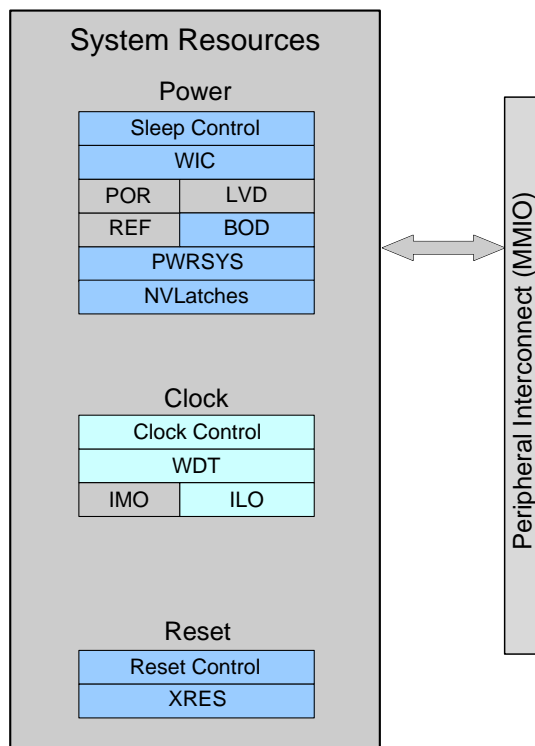 System Resources
Power
Sleep Control
WIC
POR LVD
REF BOD
PWRSYS
NVLatches
Clock
Clock Control
WDT
IMO ILO
Reset
Reset Control
XRES
Peripheral Interconnect (MMIO)